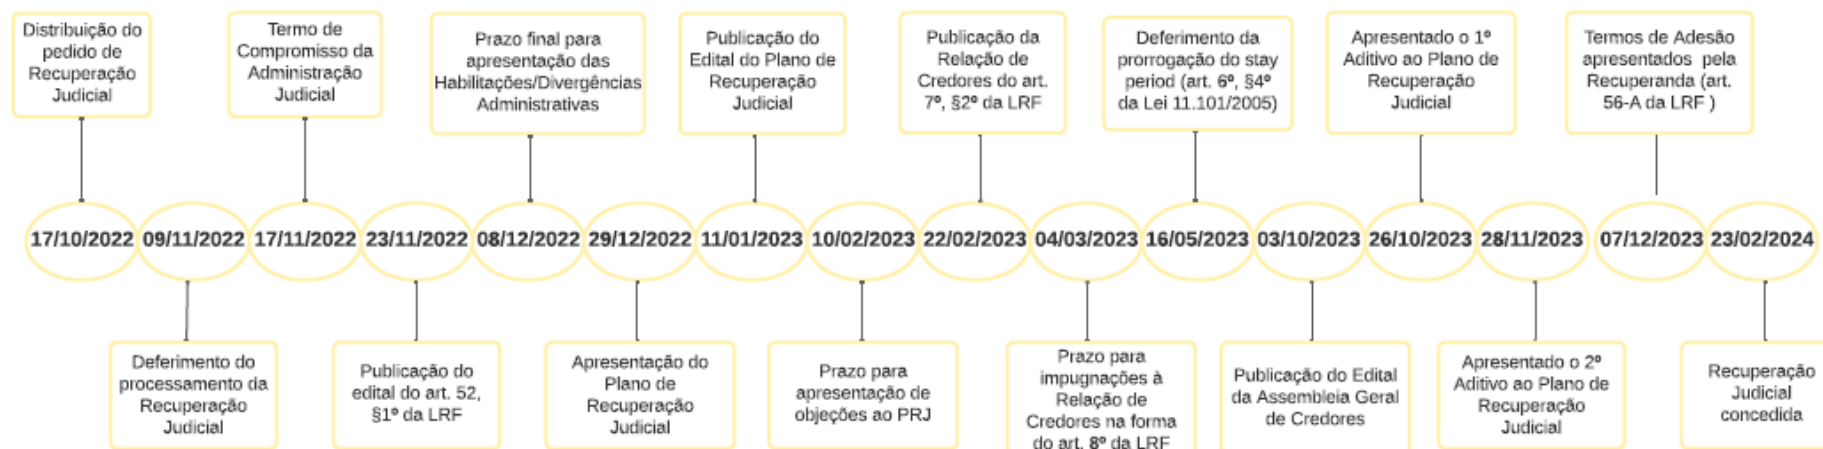 Distribuição do
pedido de
Recuperação
Judicial
Termo de
Compromisso da
Administração
Judicial
Prazo final para
apresentação das
Habilitações/Divergências
Administrativas
Publicação do
Edital do Plano de
Recuperação
Judicial
Publicação da
Relação de
Credores do art.
7º, §2º da LRF
Deferimento da
prorrogação do stay
period (art. 6º, §4º
da Lei 11.101/2005)
Apresentado o 1º
Aditivo ao Plano de
Recuperação
Judicial
Termos de Adesão
apresentados pela
Recuperanda (art.
56-A da LRF )
17/10/2022 09/11/2022 17/11/2022 23/11/2022 08/12/2022 29/12/2022 11/01/2023 10/02/2023 22/02/2023 04/03/2023 16/05/2023 03/10/2023 26/10/2023 28/11/2023 07/12/2023 23/02/2024
Deferimento do
processamento da
Recuperação
Judicial
Publicação do
edital do art. 52,
§1º da LRF
Apresentação do
Plano de
Recuperação
Judicial
Prazo para
apresentação de
objeções ao PRJ
Prazo para
impugnações à
Relação de
Credores na forma
do art. 8º da LRF
Publicação do Edital
da Assembleia Geral
de Credores
Apresentado o 2º
Aditivo ao Plano de
Recuperação
Judicial
Recuperação
Judicial
concedida